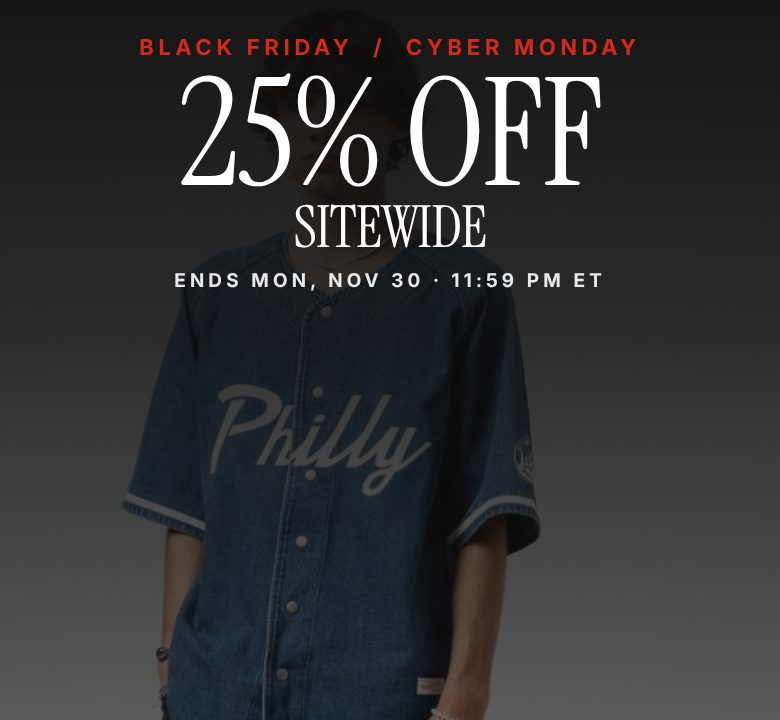 BLACK FRIDAY / CYBER MONDAY
25% OFF
SITEWIDE
ENDS MON, NOV 30 · 11:59 PM ET
Philly